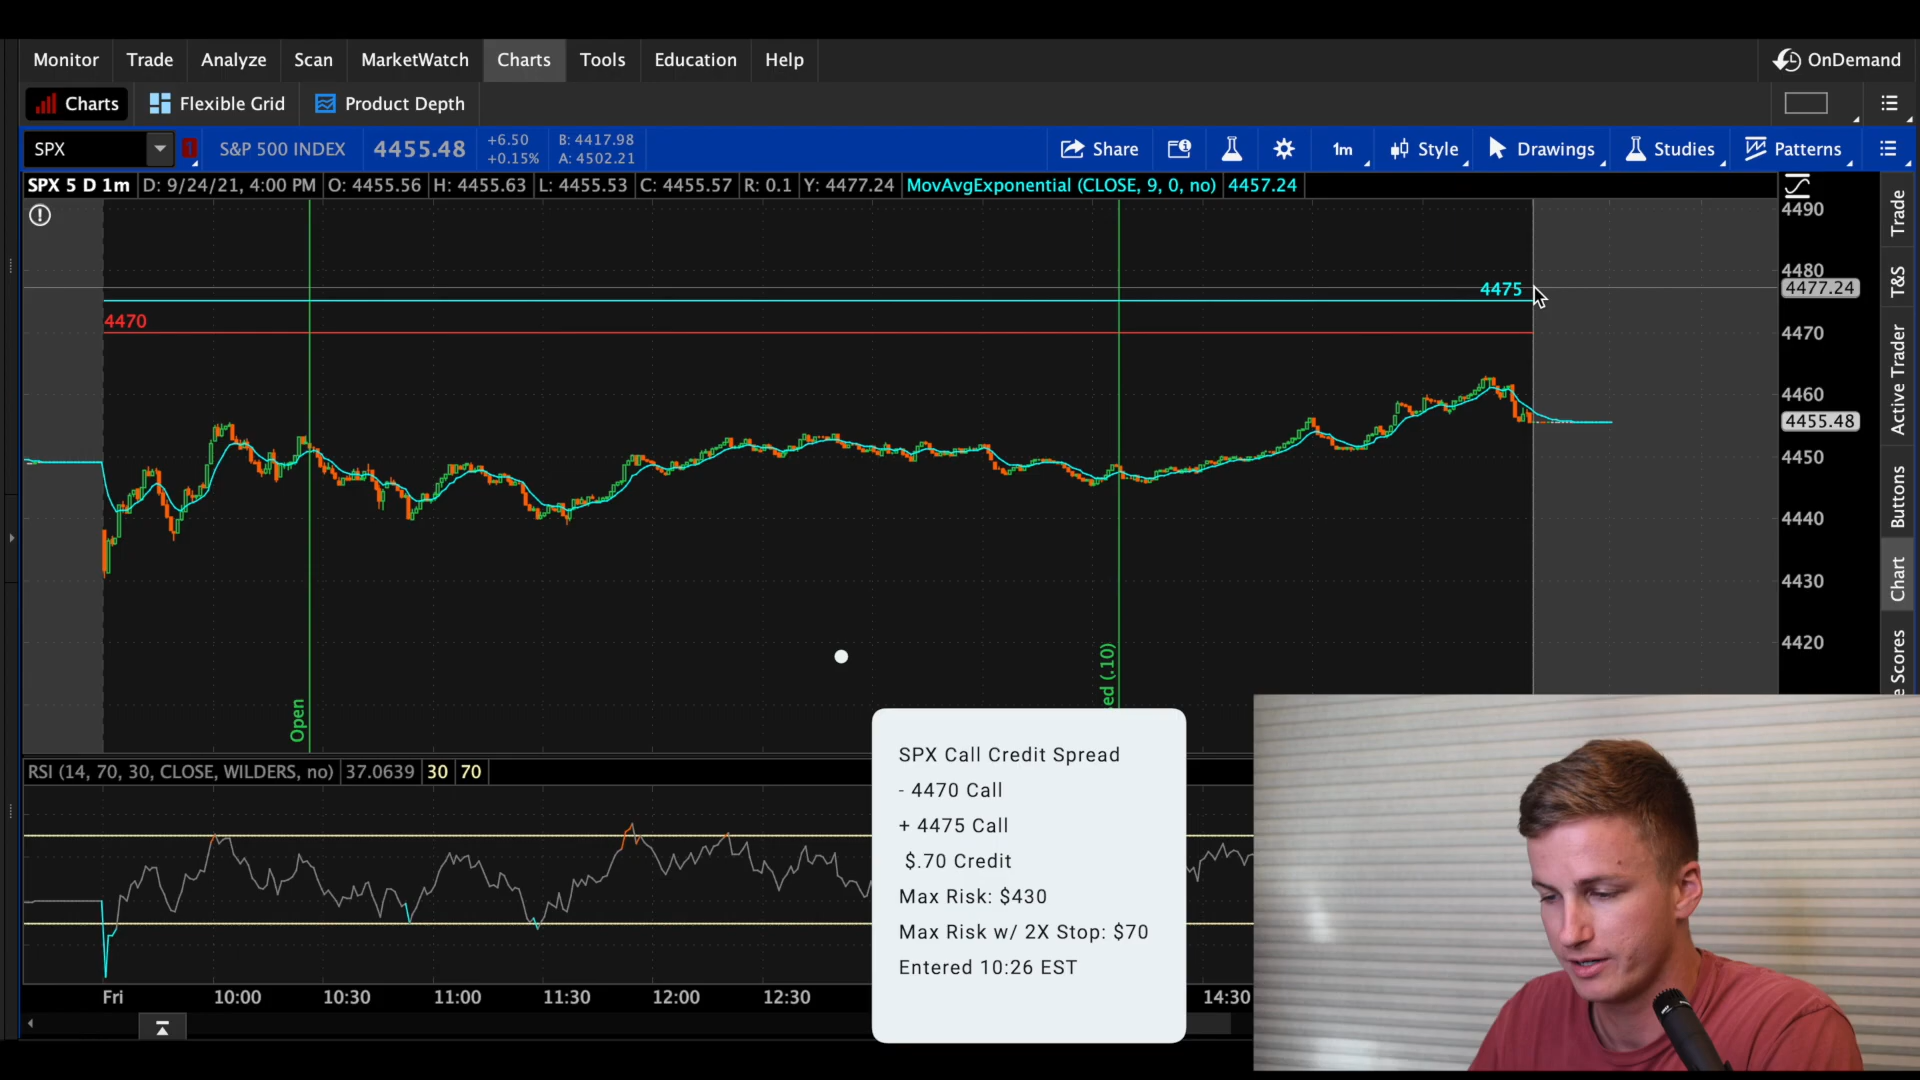 Monitor Trade Analyze Scan MarketWatch Charts Tools Education Help OnDemand
Charts Flexible Grid Product Depth
SPX 1 S&P 500 INDEX 4455.48 +6.50 B: 4417.98 Share 1m Style Drawings Studies Patterns
+0.15% A: 4502.21
SPX 5 D 1m D: 9/24/21, 4:00 PM O: 4455.56 H: 4455.63 L: 4455.53 C: 4455.57 R: 0.1 Y: 4477.24 MovAvgExponential (CLOSE, 9, 0, no) 4457.24
4490
4480
4475
4477.24
4470
4470
4460
4455.48
4450
4440
4430
4420
Open
ed (.10)
Trade
T&S
Active Trader
Buttons
Chart
e Scores
RSI (14, 70, 30, CLOSE, WILDERS, no) 37.0639 30 70
SPX Call Credit Spread
- 4470 Call
+ 4475 Call
$.70 Credit
Max Risk: $430
Max Risk w/ 2X Stop: $70
Entered 10:26 EST
Fri 10:00 10:30 11:00 11:30 12:00 12:30 14:30